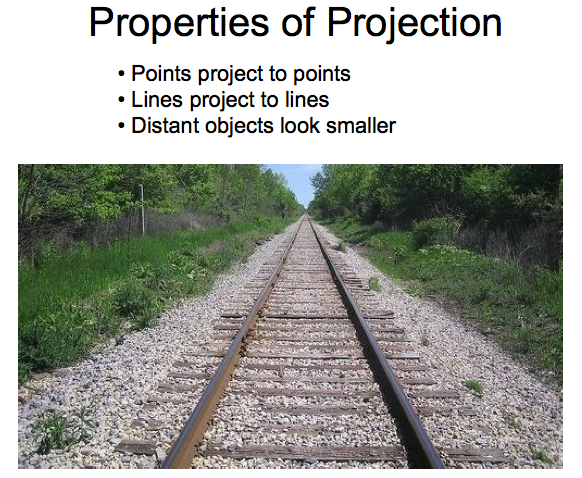 Properties of Projection
• Points project to points
• Lines project to lines
• Distant objects look smaller